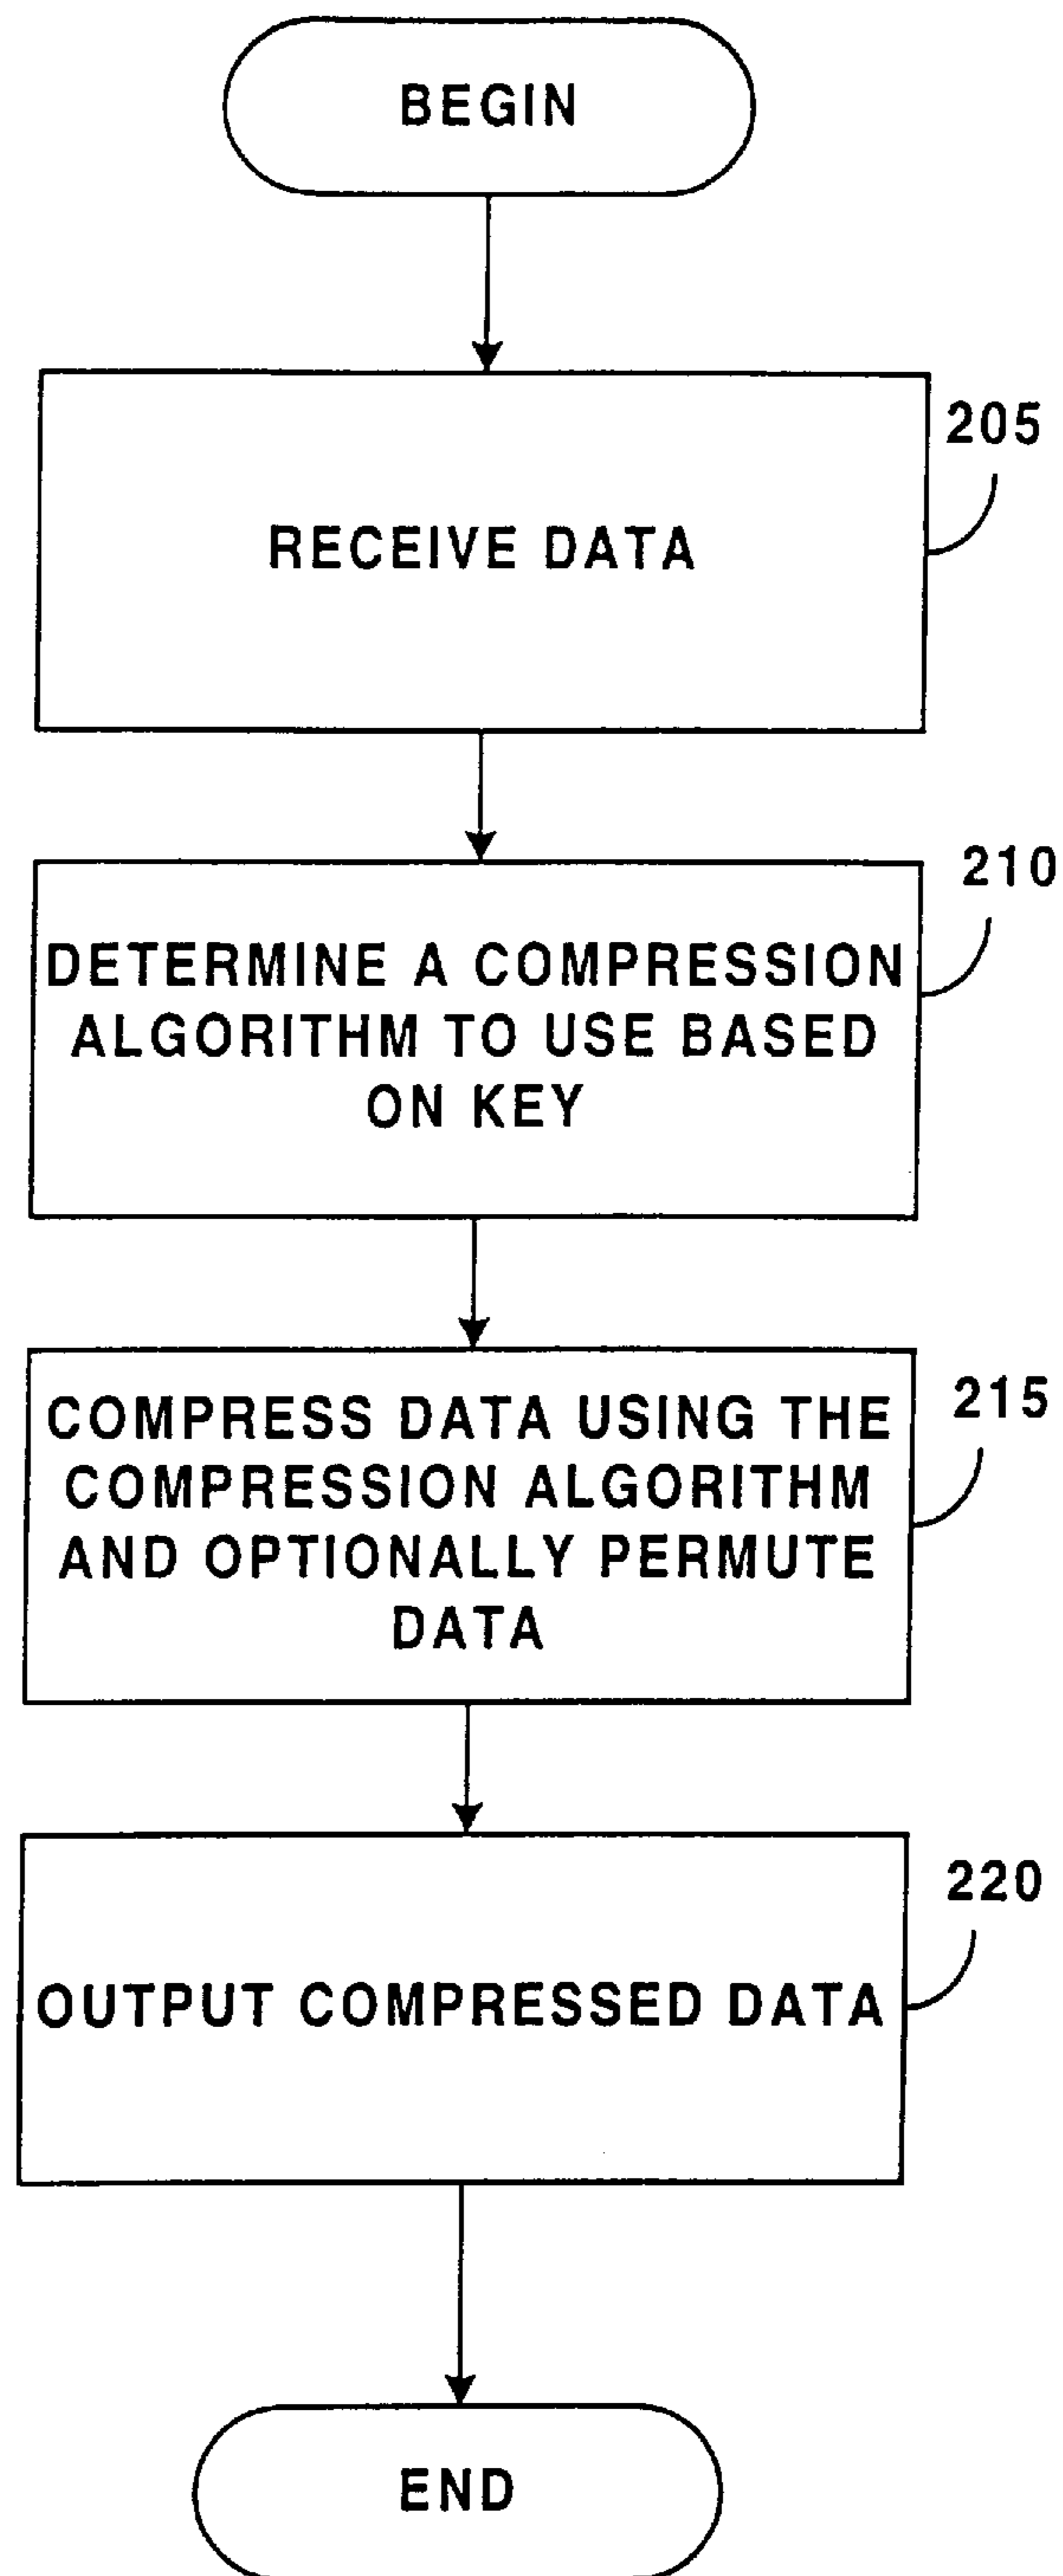 BEGIN
205
RECEIVE DATA
210
DETERMINE A COMPRESSION
ALGORITHM TO USE BASED
ON KEY
215
COMPRESS DATA USING THE
COMPRESSION ALGORITHM
AND OPTIONALLY PERMUTE
DATA
220
OUTPUT COMPRESSED DATA
END